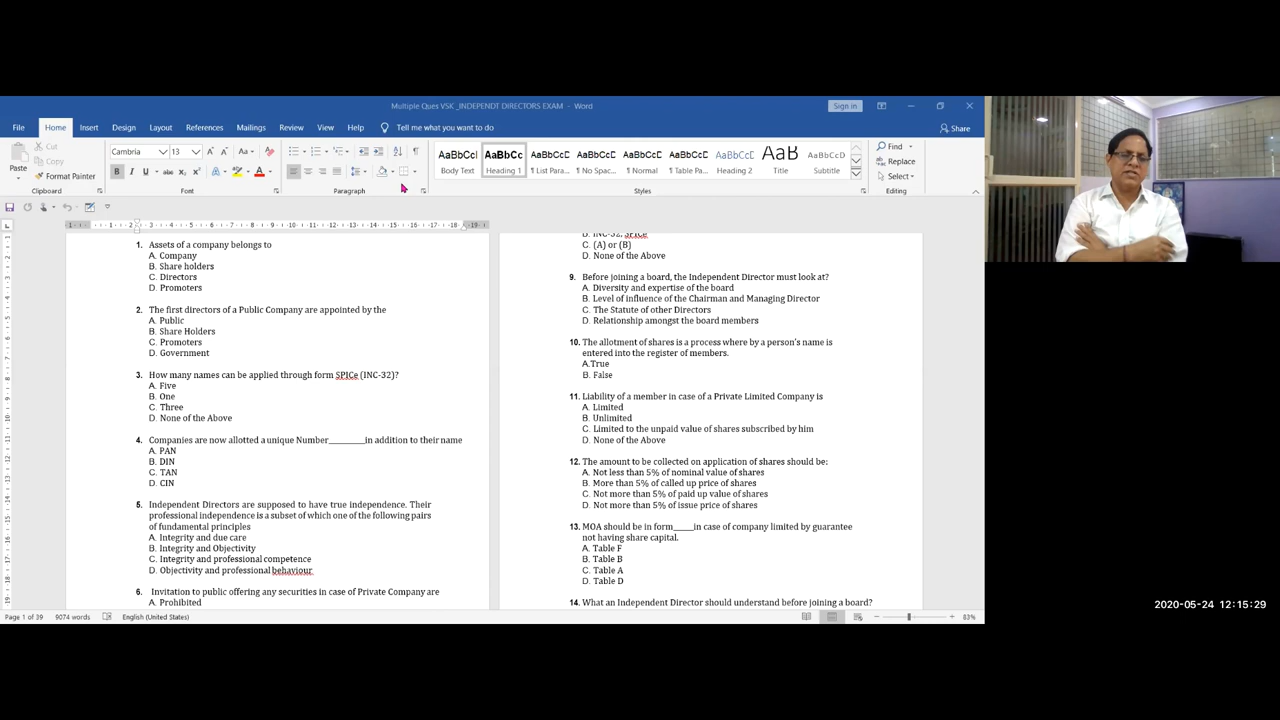 Multiple Ques VSK _INDEPENDT DIRECTORS EXAM - Word
Sign in
File Home Insert Design Layout References Mailings Review View Help Tell me what you want to do
Share
Paste
Cut
Copy
Format Painter
Clipboard
Cambria 13
Font
Paragraph
AaBbCcI Body Text
AaBbCc Heading 1
AaBbCcD ¶ List Para...
AaBbCcD ¶ No Spac...
AaBbCcD ¶ Normal
AaBbCcD ¶ Table Pa...
AaBbCcD Heading 2
AaB Title
AaBbCcD Subtitle
Styles
Find
Replace
Select
Editing
1. Assets of a company belongs to
A. Company
B. Share holders
C. Directors
D. Promoters
2. The first directors of a Public Company are appointed by the
A. Public
B. Share Holders
C. Promoters
D. Government
3. How many names can be applied through form SPICe (INC-32)?
A. Five
B. One
C. Three
D. None of the Above
4. Companies are now allotted a unique Number_________in addition to their name
A. PAN
B. DIN
C. TAN
D. CIN
5. Independent Directors are supposed to have true independence. Their
professional independence is a subset of which one of the following pairs
of fundamental principles
A. Integrity and due care
B. Integrity and Objectivity
C. Integrity and professional competence
D. Objectivity and professional behaviour
6. Invitation to public offering any securities in case of Private Company are
A. Prohibited
B. INC-32, SPICe
C. (A) or (B)
D. None of the Above
9. Before joining a board, the Independent Director must look at?
A. Diversity and expertise of the board
B. Level of influence of the Chairman and Managing Director
C. The Statute of other Directors
D. Relationship amongst the board members
10. The allotment of shares is a process where by a person's name is
entered into the register of members.
A.True
B. False
11. Liability of a member in case of a Private Limited Company is
A. Limited
B. Unlimited
C. Limited to the unpaid value of shares subscribed by him
D. None of the Above
12. The amount to be collected on application of shares should be:
A. Not less than 5% of nominal value of shares
B. More than 5% of called up price of shares
C. Not more than 5% of paid up value of shares
D. Not more than 5% of issue price of shares
13. MOA should be in form_____in case of company limited by guarantee
not having share capital.
A. Table F
B. Table B
C. Table A
D. Table D
14. What an Independent Director should understand before joining a board?
Page 1 of 39 9074 words English (United States) 83%
2020-05-24 12:15:29